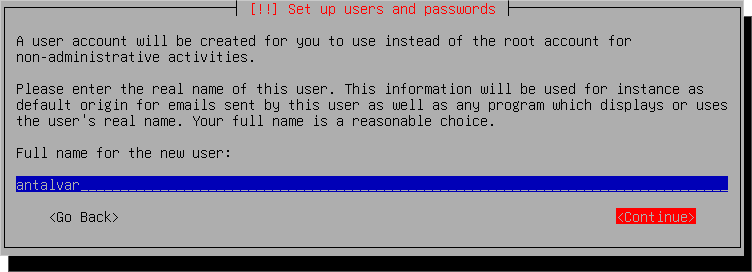 [!!] Set up users and passwords
A user account will be created for you to use instead of the root account for
non-administrative activities.
Please enter the real name of this user. This information will be used for instance as
default origin for emails sent by this user as well as any program which displays or uses
the user's real name. Your full name is a reasonable choice.
Full name for the new user:
antalvar
<Go Back> <Continue>